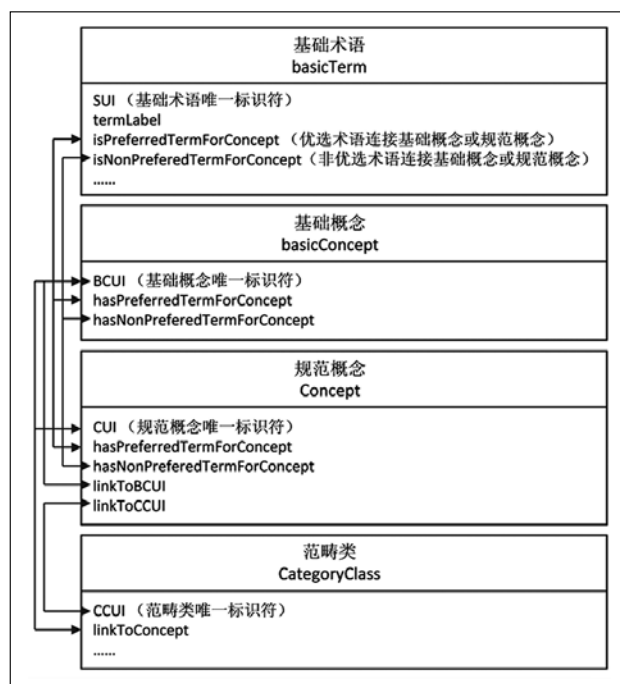 基础术语
basicTerm
SUI（基础术语唯一标识符）
termLabel
isPreferredTermForConcept（优选术语连接基础概念或规范概念）
isNonPreferedTermForConcept（非优选术语连接基础概念或规范概念）
……
基础概念
basicConcept
BCUI（基础概念唯一标识符）
hasPreferredTermForConcept
hasNonPreferedTermForConcept
规范概念
Concept
CUI（规范概念唯一标识符）
hasPreferredTermForConcept
hasNonPreferedTermForConcept
linkToBCUI
linkToCCUI
范畴类
CategoryClass
CCUI（范畴类唯一标识符）
linkToConcept
……